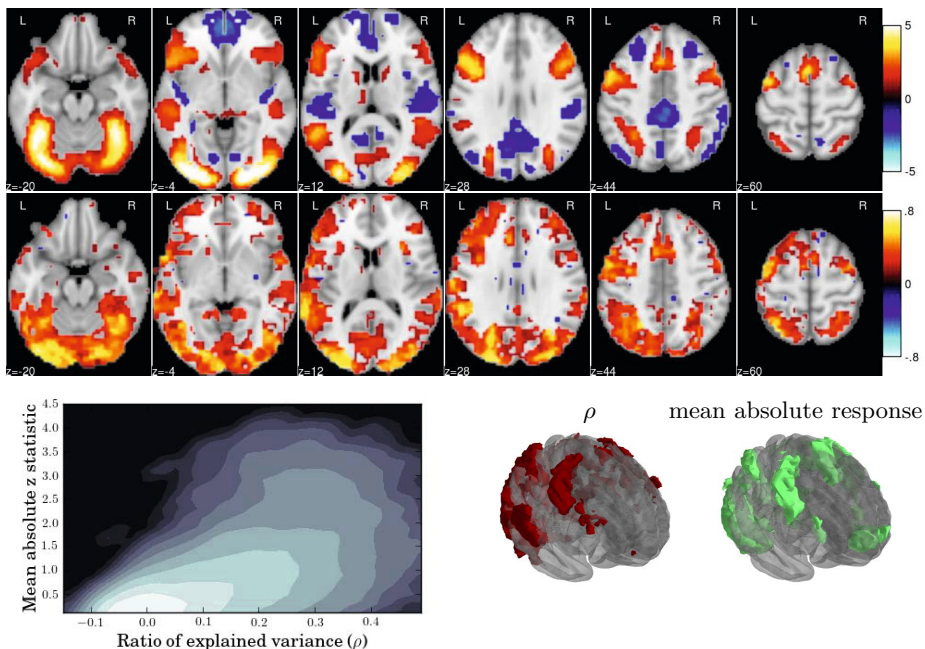 L R L R L R L R L R L R
5
0
-5
z=-20 z=-4 z=12 z=28 z=44 z=60
L R L R L R L R L R L R
.8
0
-.8
z=-20 z=-4 z=12 z=28 z=44 z=60
ρ mean absolute response
Mean absolute z statistic
4.5
4.0
3.5
3.0
2.5
2.0
1.5
1.0
0.5
−0.1 0.0 0.1 0.2 0.3 0.4
Ratio of explained variance (ρ)